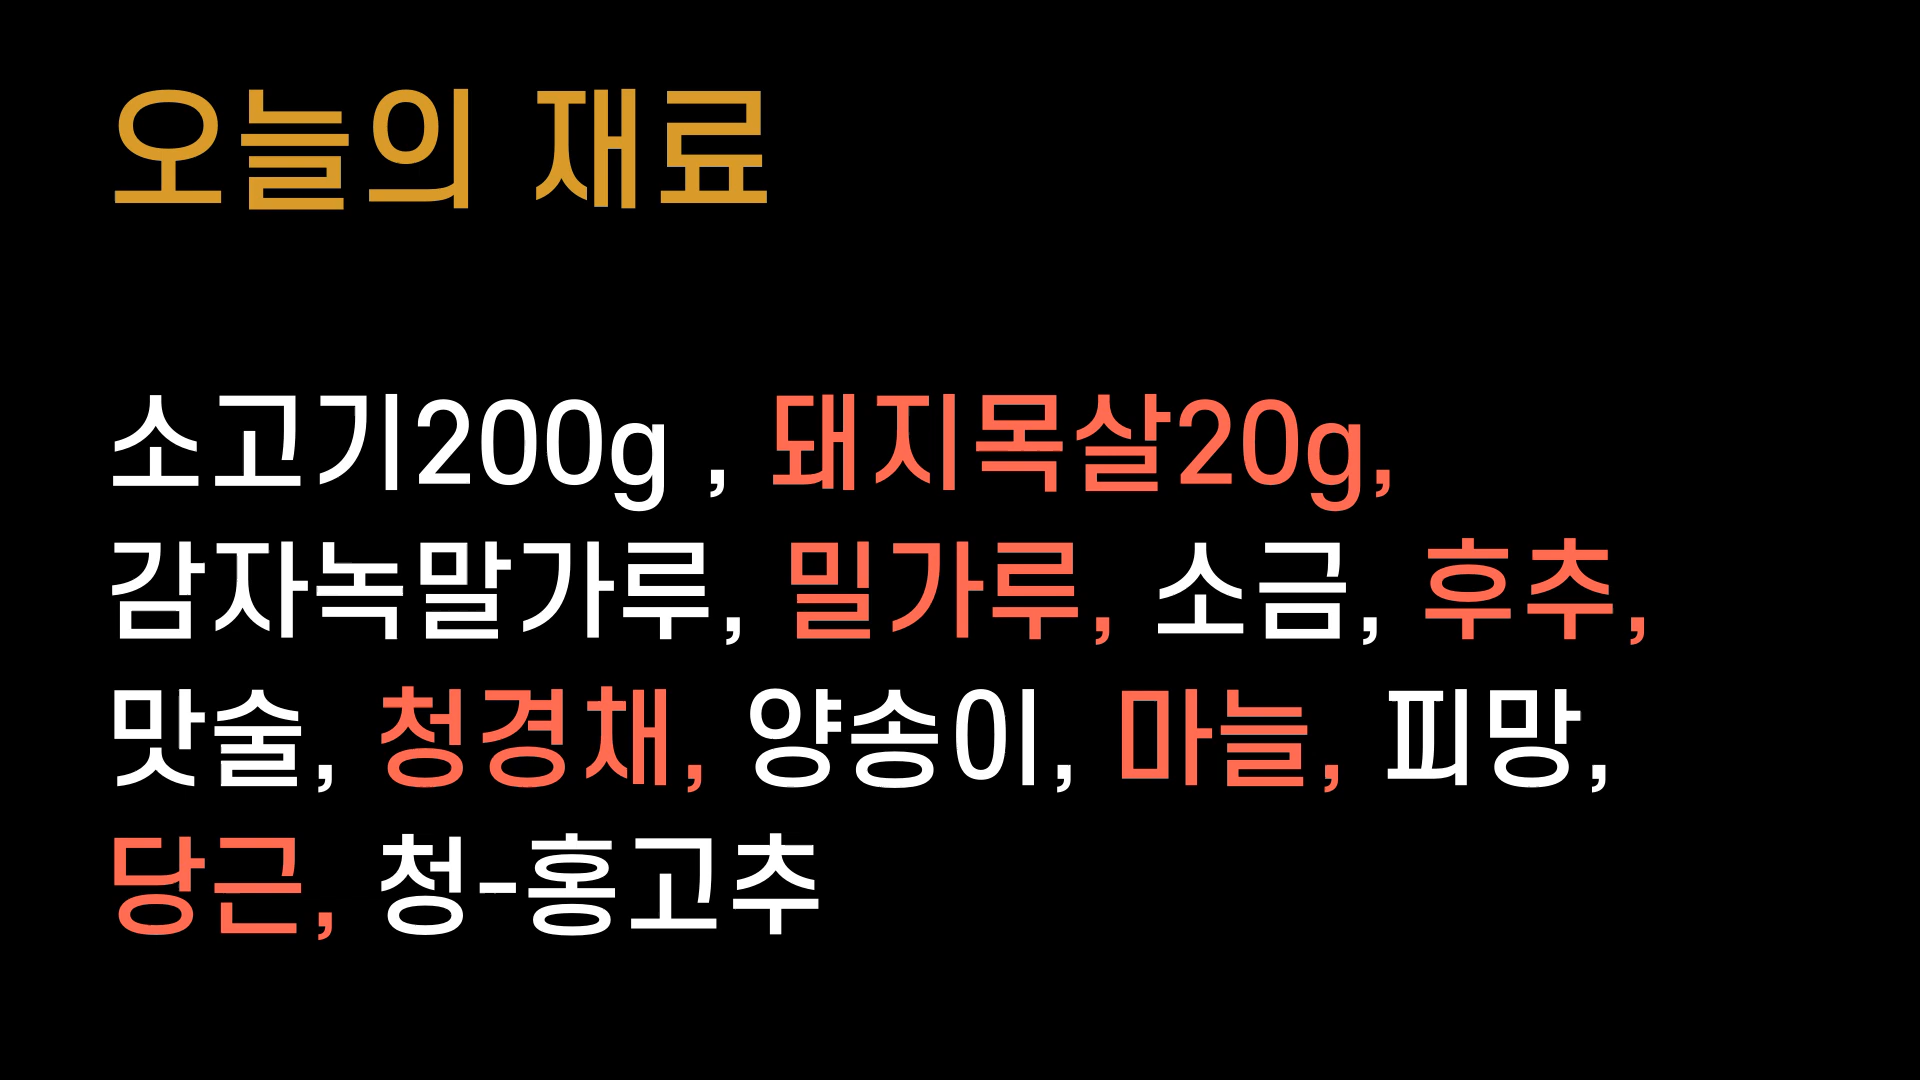 오늘의 재료
소고기200g , 돼지목살20g,
감자녹말가루, 밀가루, 소금, 후추,
맛술, 청경채, 양송이, 마늘, 피망,
당근, 청-홍고추